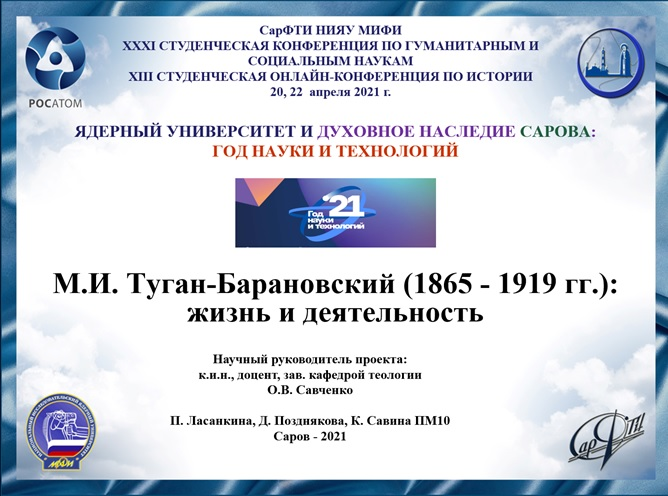 СарФТИ НИЯУ МИФИ
XXXI СТУДЕНЧЕСКАЯ КОНФЕРЕНЦИЯ ПО ГУМАНИТАРНЫМ И
СОЦИАЛЬНЫМ НАУКАМ
XIII СТУДЕНЧЕСКАЯ ОНЛАЙН-КОНФЕРЕНЦИЯ ПО ИСТОРИИ
20, 22 апреля 2021 г.
РОСАТОМ
ЯДЕРНЫЙ УНИВЕРСИТЕТ И ДУХОВНОЕ НАСЛЕДИЕ САРОВА:
ГОД НАУКИ И ТЕХНОЛОГИЙ
'21
Год
науки
и технологий
М.И. Туган-Барановский (1865 - 1919 гг.):
жизнь и деятельность
Научный руководитель проекта:
к.и.н., доцент, зав. кафедрой теологии
О.В. Савченко
П. Ласанкина, Д. Позднякова, К. Савина ПМ10
Саров - 2021
МИФИ
СарФТИ